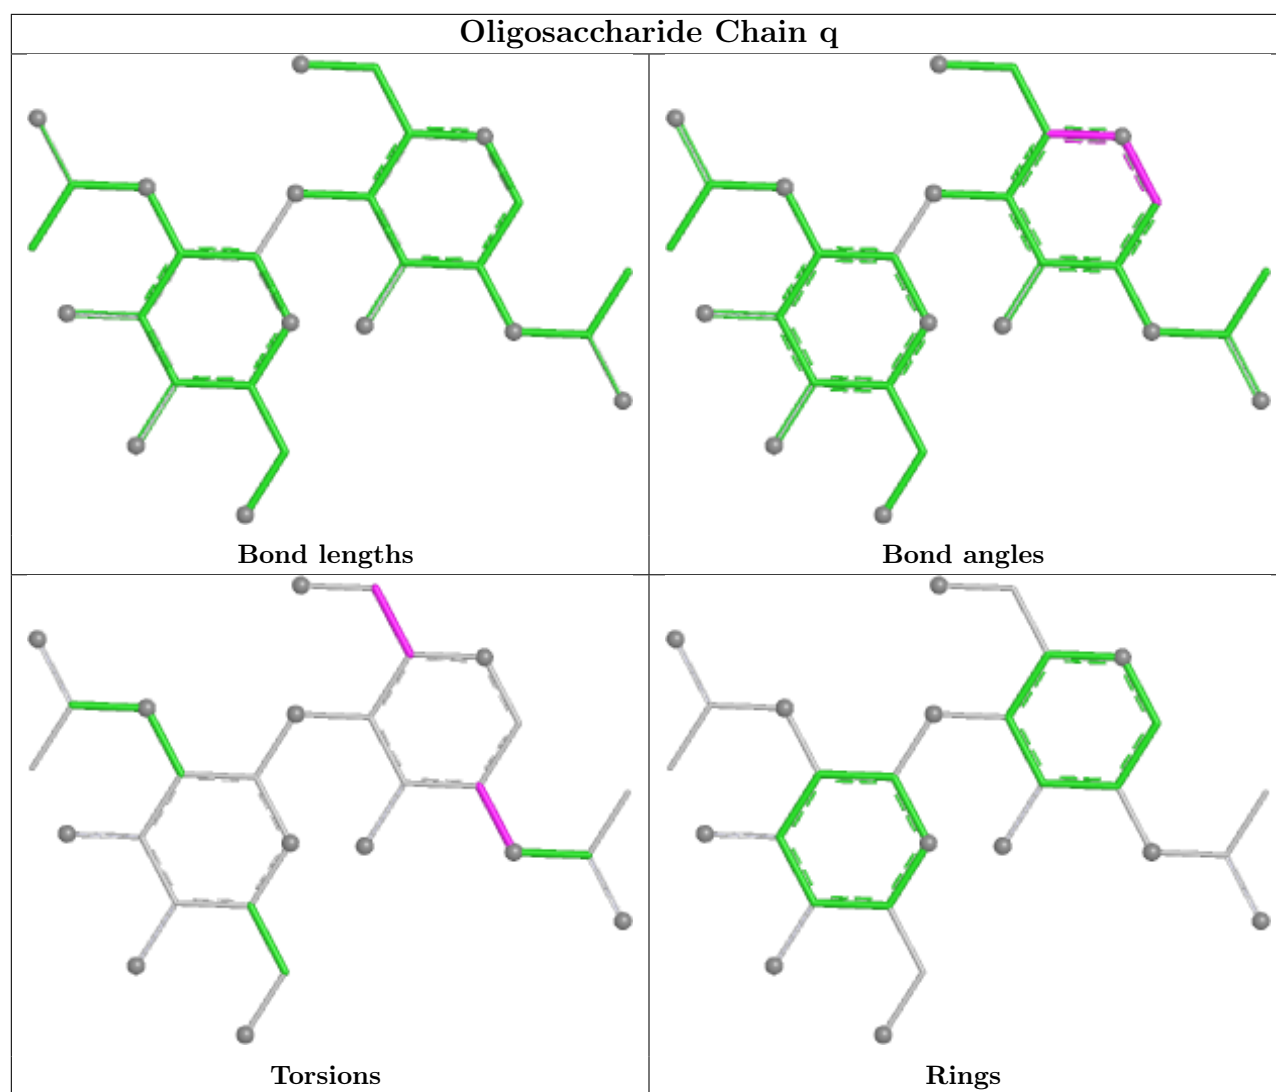 Oligosaccharide Chain q
Bond lengths
Bond angles
Torsions
Rings